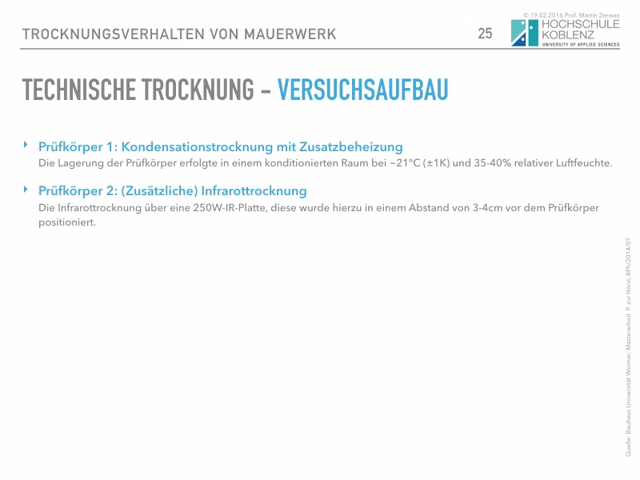 © 19.02.2016 Prof. Martin Zerwas
TROCKNUNGSVERHALTEN VON MAUERWERK
25
HOCHSCHULE
KOBLENZ
UNIVERSITY OF APPLIED SCIENCES
TECHNISCHE TROCKNUNG – VERSUCHSAUFBAU
Prüfkörper 1: Kondensationstrocknung mit Zusatzbeheizung
Die Lagerung der Prüfkörper erfolgte in einem konditionierten Raum bei ~21°C (±1K) und 35-40% relativer Luftfeuchte.
Prüfkörper 2: (Zusätzliche) Infrarottrocknung
Die Infrarottrocknung über eine 250W-IR-Platte, diese wurde hierzu in einem Abstand von 3-4cm vor dem Prüfkörper
positioniert.
Quelle: Bauhaus Universität Weimar, Masterarbeit P. zur Hörst, BPh/2014/07